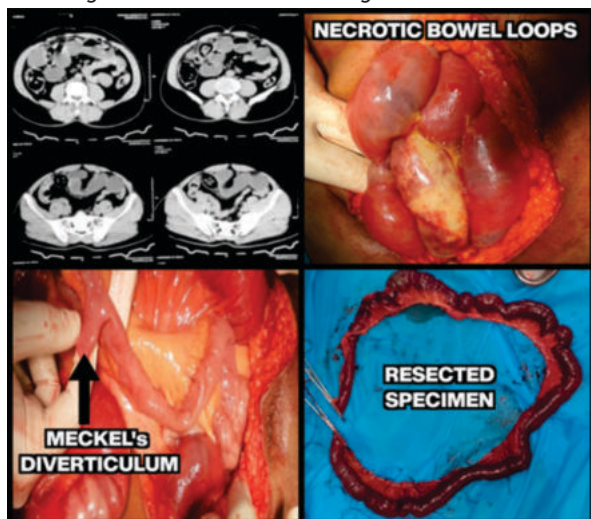 NECROTIC BOWEL LOOPS
MECKEL's
DIVERTICULUM
RESECTED
SPECIMEN